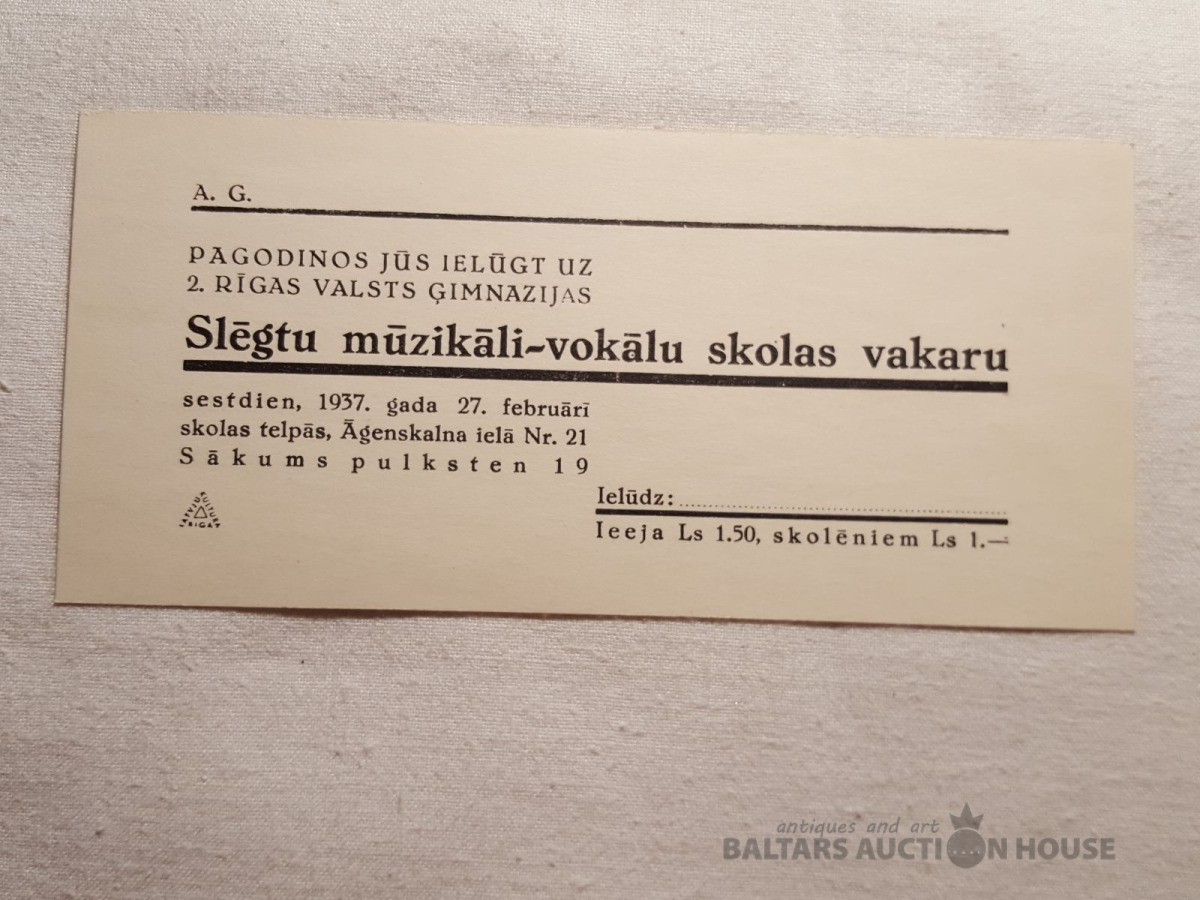 A. G.
PAGODINOS JŪS IELŪGT UZ
2. RĪGAS VALSTS ĢIMNAZIJAS
Slēgtu mūzikāli-vokālu skolas vakaru
sestdien, 1937. gada 27. februārī
skolas telpās, Āgenskalna ielā Nr. 21
Sākums pulksten 19
RIGA
Ielūdz:
Ieeja Ls 1.50, skolēniem Ls 1.—
antiques and art
BALTARS AUCTION HOUSE